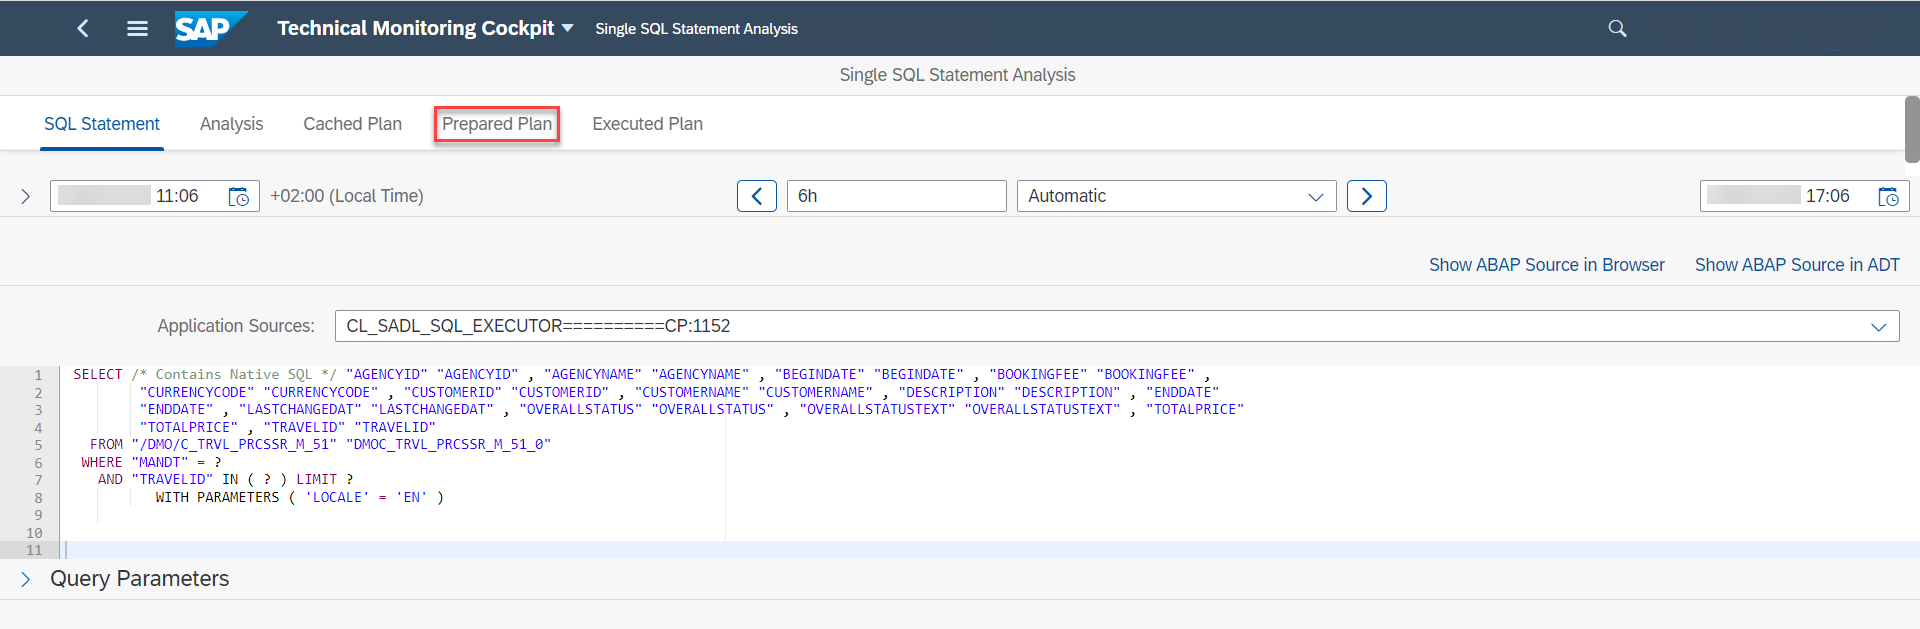 SAP Technical Monitoring Cockpit Single SQL Statement Analysis
Single SQL Statement Analysis
SQL Statement Analysis Cached Plan Prepared Plan Executed Plan
11:06 +02:00 (Local Time) 6h Automatic 17:06
Show ABAP Source in Browser Show ABAP Source in ADT
Application Sources: CL_SADL_SQL_EXECUTOR==========CP:1152
1 SELECT /* Contains Native SQL */ "AGENCYID" "AGENCYID" , "AGENCYNAME" "AGENCYNAME" , "BEGINDATE" "BEGINDATE" , "BOOKINGFEE" "BOOKINGFEE" ,
2 "CURRENCYCODE" "CURRENCYCODE" , "CUSTOMERID" "CUSTOMERID" , "CUSTOMERNAME" "CUSTOMERNAME" , "DESCRIPTION" "DESCRIPTION" , "ENDDATE"
3 "ENDDATE" , "LASTCHANGEDAT" "LASTCHANGEDAT" , "OVERALLSTATUS" "OVERALLSTATUS" , "OVERALLSTATUSTEXT" "OVERALLSTATUSTEXT" , "TOTALPRICE"
4 "TOTALPRICE" , "TRAVELID" "TRAVELID"
5 FROM "/DMO/C_TRVL_PRCSSR_M_51" "DMOC_TRVL_PRCSSR_M_51_0"
6 WHERE "MANDT" = ?
7 AND "TRAVELID" IN ( ? ) LIMIT ?
8 WITH PARAMETERS ( 'LOCALE' = 'EN' )
9
10
11
Query Parameters